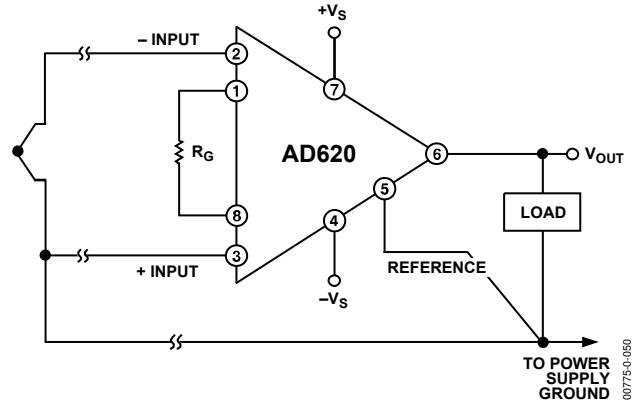 +VS
– INPUT
2
1
7
RG
AD620
6
VOUT
5
8
4
LOAD
3
REFERENCE
+ INPUT
–VS
TO POWER
SUPPLY
GROUND
00775-0-050